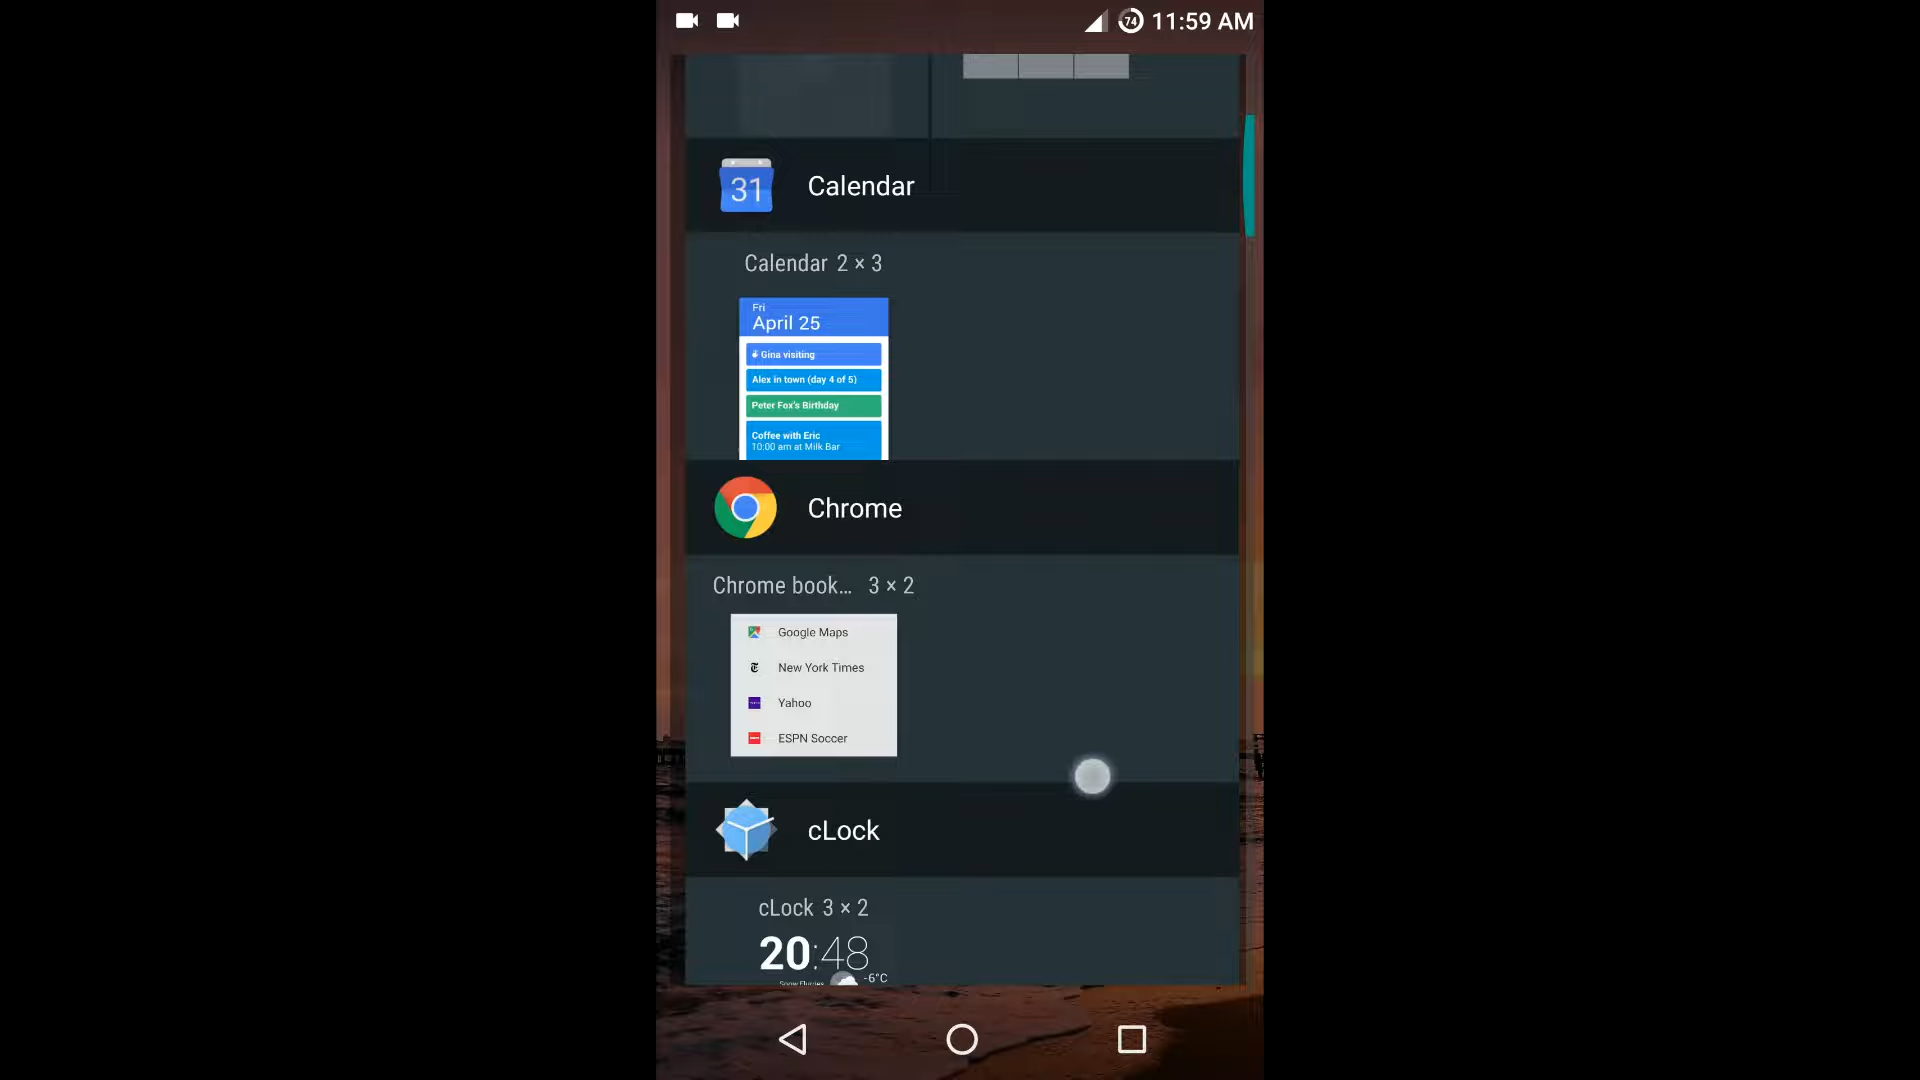 74 11:59 AM
31 Calendar
Calendar 2 × 3
Fri
April 25
Gina visiting
Alex in town (day 4 of 5)
Peter Fox's Birthday
Coffee with Eric
10:00 am at Milk Bar
Chrome
Chrome book... 3 × 2
Google Maps
New York Times
Yahoo
ESPN Soccer
cLock
cLock 3 × 2
20:48
-6°C